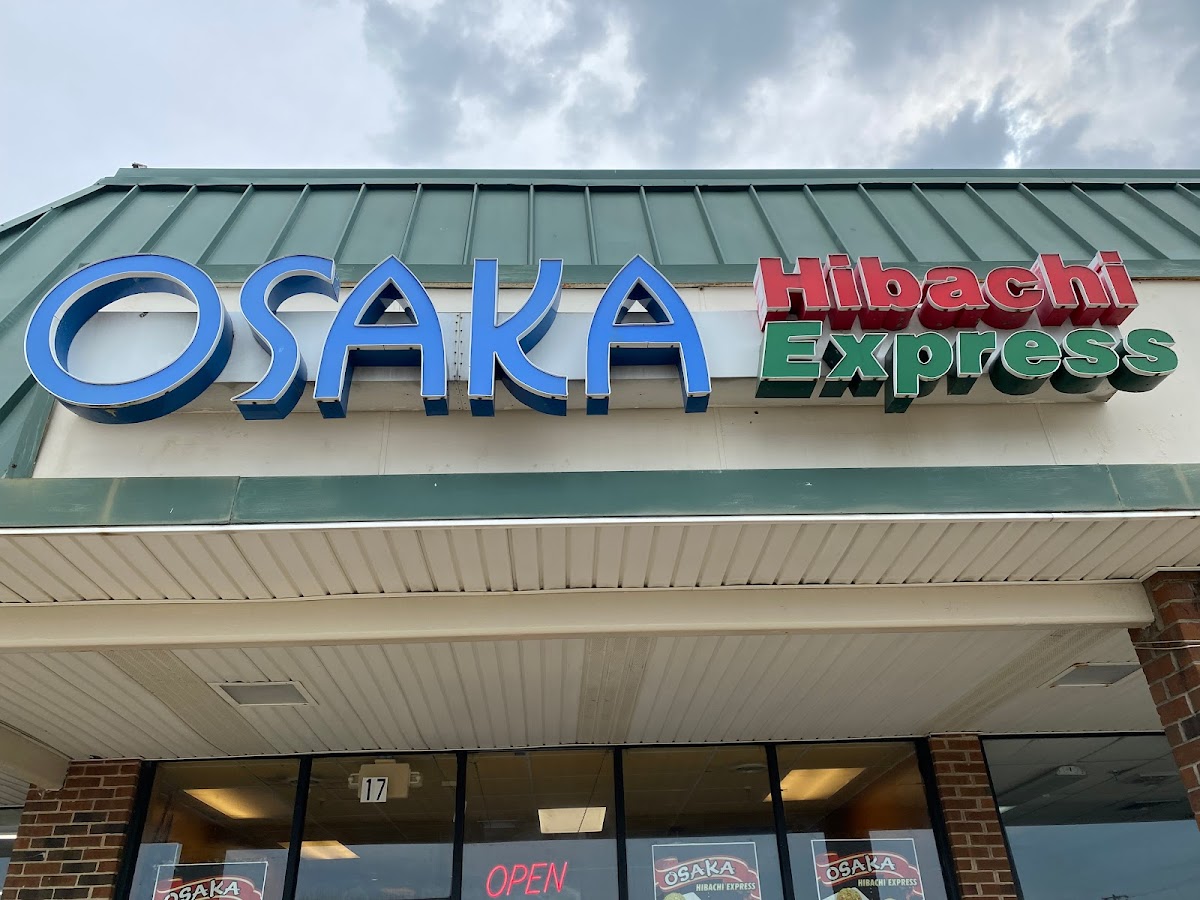 OSAKA
Hibachi
Express
17
OPEN
OSAKA
OSAKA
HIBACHI EXPRESS
OSAKA
HIBACHI EXPRESS